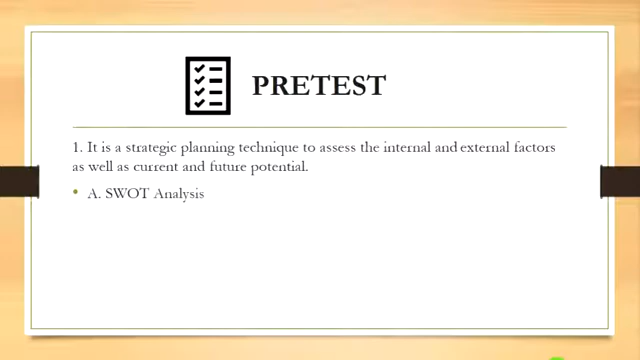 PRETEST
1. It is a strategic planning technique to assess the internal and external factors
as well as current and future potential.
• A. SWOT Analysis